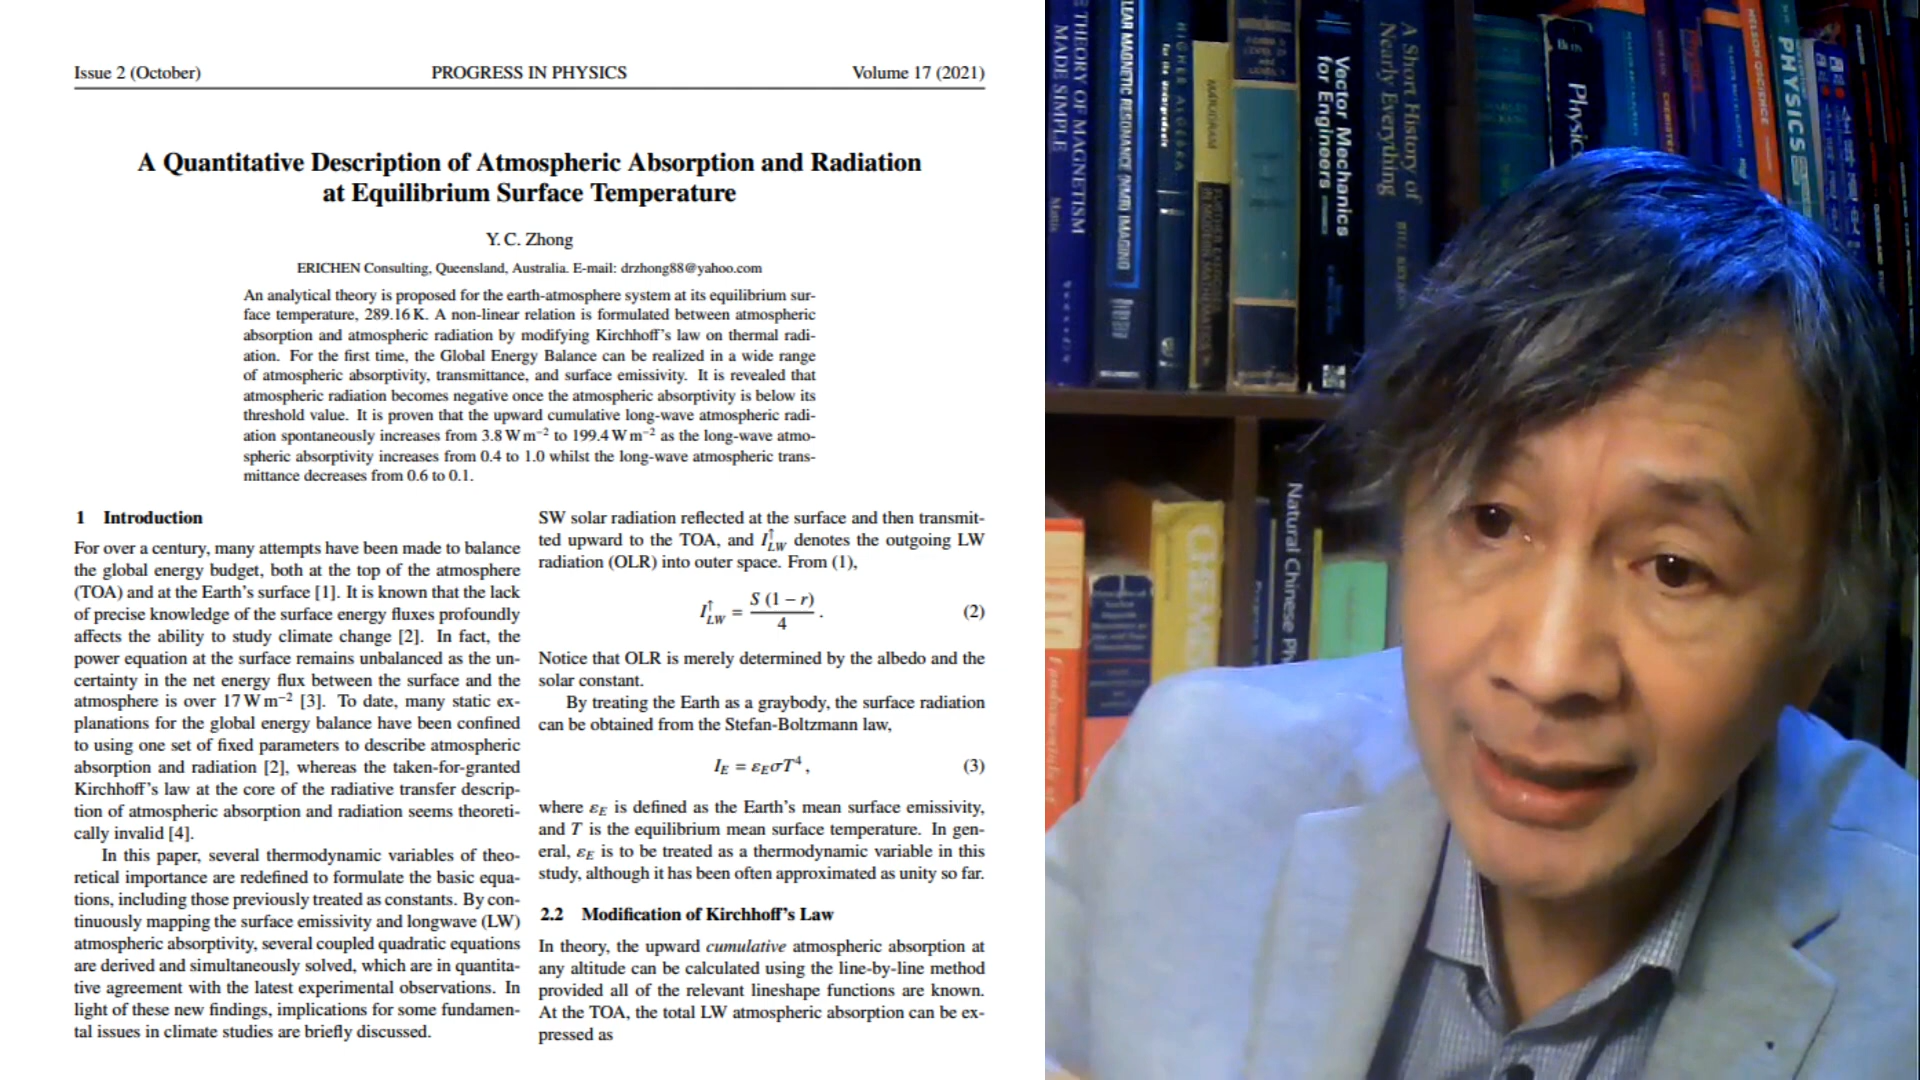 Issue 2 (October) PROGRESS IN PHYSICS Volume 17 (2021)
A Quantitative Description of Atmospheric Absorption and Radiation
at Equilibrium Surface Temperature
Y. C. Zhong
ERICHEN Consulting, Queensland, Australia. E-mail: drzhong88@yahoo.com
An analytical theory is proposed for the earth-atmosphere system at its equilibrium sur-
face temperature, 289.16 K. A non-linear relation is formulated between atmospheric
absorption and atmospheric radiation by modifying Kirchhoff's law on thermal radi-
ation. For the first time, the Global Energy Balance can be realized in a wide range
of atmospheric absorptivity, transmittance, and surface emissivity. It is revealed that
atmospheric radiation becomes negative once the atmospheric absorptivity is below its
threshold value. It is proven that the upward cumulative long-wave atmospheric radi-
ation spontaneously increases from 3.8 W m⁻² to 199.4 W m⁻² as the long-wave atmo-
spheric absorptivity increases from 0.4 to 1.0 whilst the long-wave atmospheric trans-
mittance decreases from 0.6 to 0.1.
1 Introduction
For over a century, many attempts have been made to balance
the global energy budget, both at the top of the atmosphere
(TOA) and at the Earth's surface [1]. It is known that the lack
of precise knowledge of the surface energy fluxes profoundly
affects the ability to study climate change [2]. In fact, the
power equation at the surface remains unbalanced as the un-
certainty in the net energy flux between the surface and the
atmosphere is over 17 W m⁻² [3]. To date, many static ex-
planations for the global energy balance have been confined
to using one set of fixed parameters to describe atmospheric
absorption and radiation [2], whereas the taken-for-granted
Kirchhoff's law at the core of the radiative transfer descrip-
tion of atmospheric absorption and radiation seems theoreti-
cally invalid [4].
In this paper, several thermodynamic variables of theo-
retical importance are redefined to formulate the basic equa-
tions, including those previously treated as constants. By con-
tinuously mapping the surface emissivity and longwave (LW)
atmospheric absorptivity, several coupled quadratic equations
are derived and simultaneously solved, which are in quantita-
tive agreement with the latest experimental observations. In
light of these new findings, implications for some fundamen-
tal issues in climate studies are briefly discussed.
SW solar radiation reflected at the surface and then transmit-
ted upward to the TOA, and I↑LW denotes the outgoing LW
radiation (OLR) into outer space. From (1),
I↑LW = S (1 − r) / 4 . (2)
Notice that OLR is merely determined by the albedo and the
solar constant.
By treating the Earth as a graybody, the surface radiation
can be obtained from the Stefan-Boltzmann law,
I_E = ε_E σT⁴ , (3)
where ε_E is defined as the Earth's mean surface emissivity,
and T is the equilibrium mean surface temperature. In gen-
eral, ε_E is to be treated as a thermodynamic variable in this
study, although it has been often approximated as unity so far.
2.2 Modification of Kirchhoff's Law
In theory, the upward cumulative atmospheric absorption at
any altitude can be calculated using the line-by-line method
provided all of the relevant lineshape functions are known.
At the TOA, the total LW atmospheric absorption can be ex-
pressed as
THEORY OF MAGNETISM
MADE SIMPLE
Mattis
MAGNETIC RESONANCE (NMR) IMAGING
HIGHER ALGEBRA
MARJORAM
Vector Mechanics
for Engineers
A Short History of
Nearly Everything
BILL BRYSON
Physic
NELSON QSCIENCE
PHYSICS
CHEMIST
Natural Chinese Ph